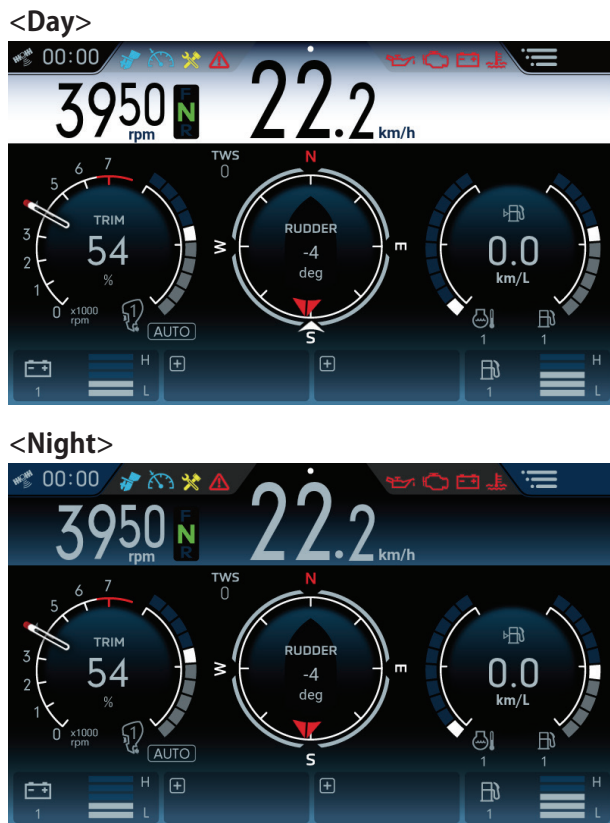 <Day>
00:00
3950 rpm
F
N
R
22.2 km/h
TWS
0
N
W
E
S
5 6 7
3
2
1
0 x1000 rpm
TRIM
54
%
1
AUTO
RUDDER
-4
deg
0.0
km/L
1
1
1
H
L
1
H
L
<Night>
00:00
3950 rpm
F
N
R
22.2 km/h
TWS
0
N
W
E
S
5 6 7
3
2
1
0 x1000 rpm
TRIM
54
%
1
AUTO
RUDDER
-4
deg
0.0
km/L
1
1
1
H
L
1
H
L